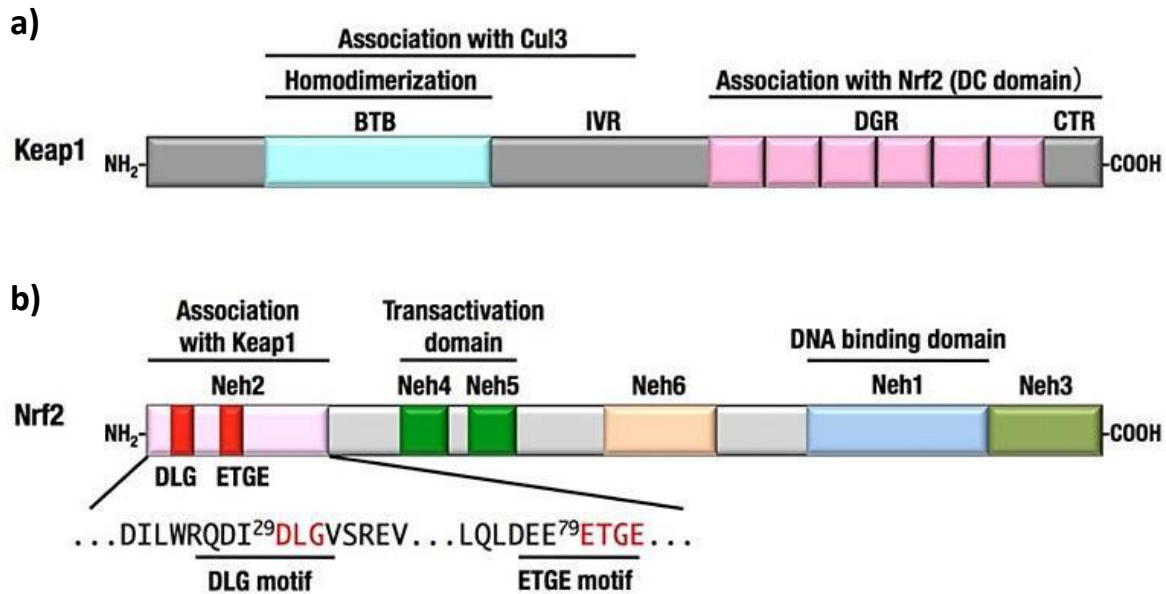 a)
Association with Cul3
Homodimerization
Association with Nrf2 (DC domain)
BTB
IVR
DGR
CTR
Keap1
NH2-
-COOH
b)
Association
with Keap1
Transactivation
domain
DNA binding domain
Neh2
Neh4
Neh5
Neh6
Neh1
Neh3
Nrf2
NH2-
-COOH
DLG
ETGE
...DILWRQDI29DLGVSREV...LQLDEE79ETGE...
DLG motif
ETGE motif